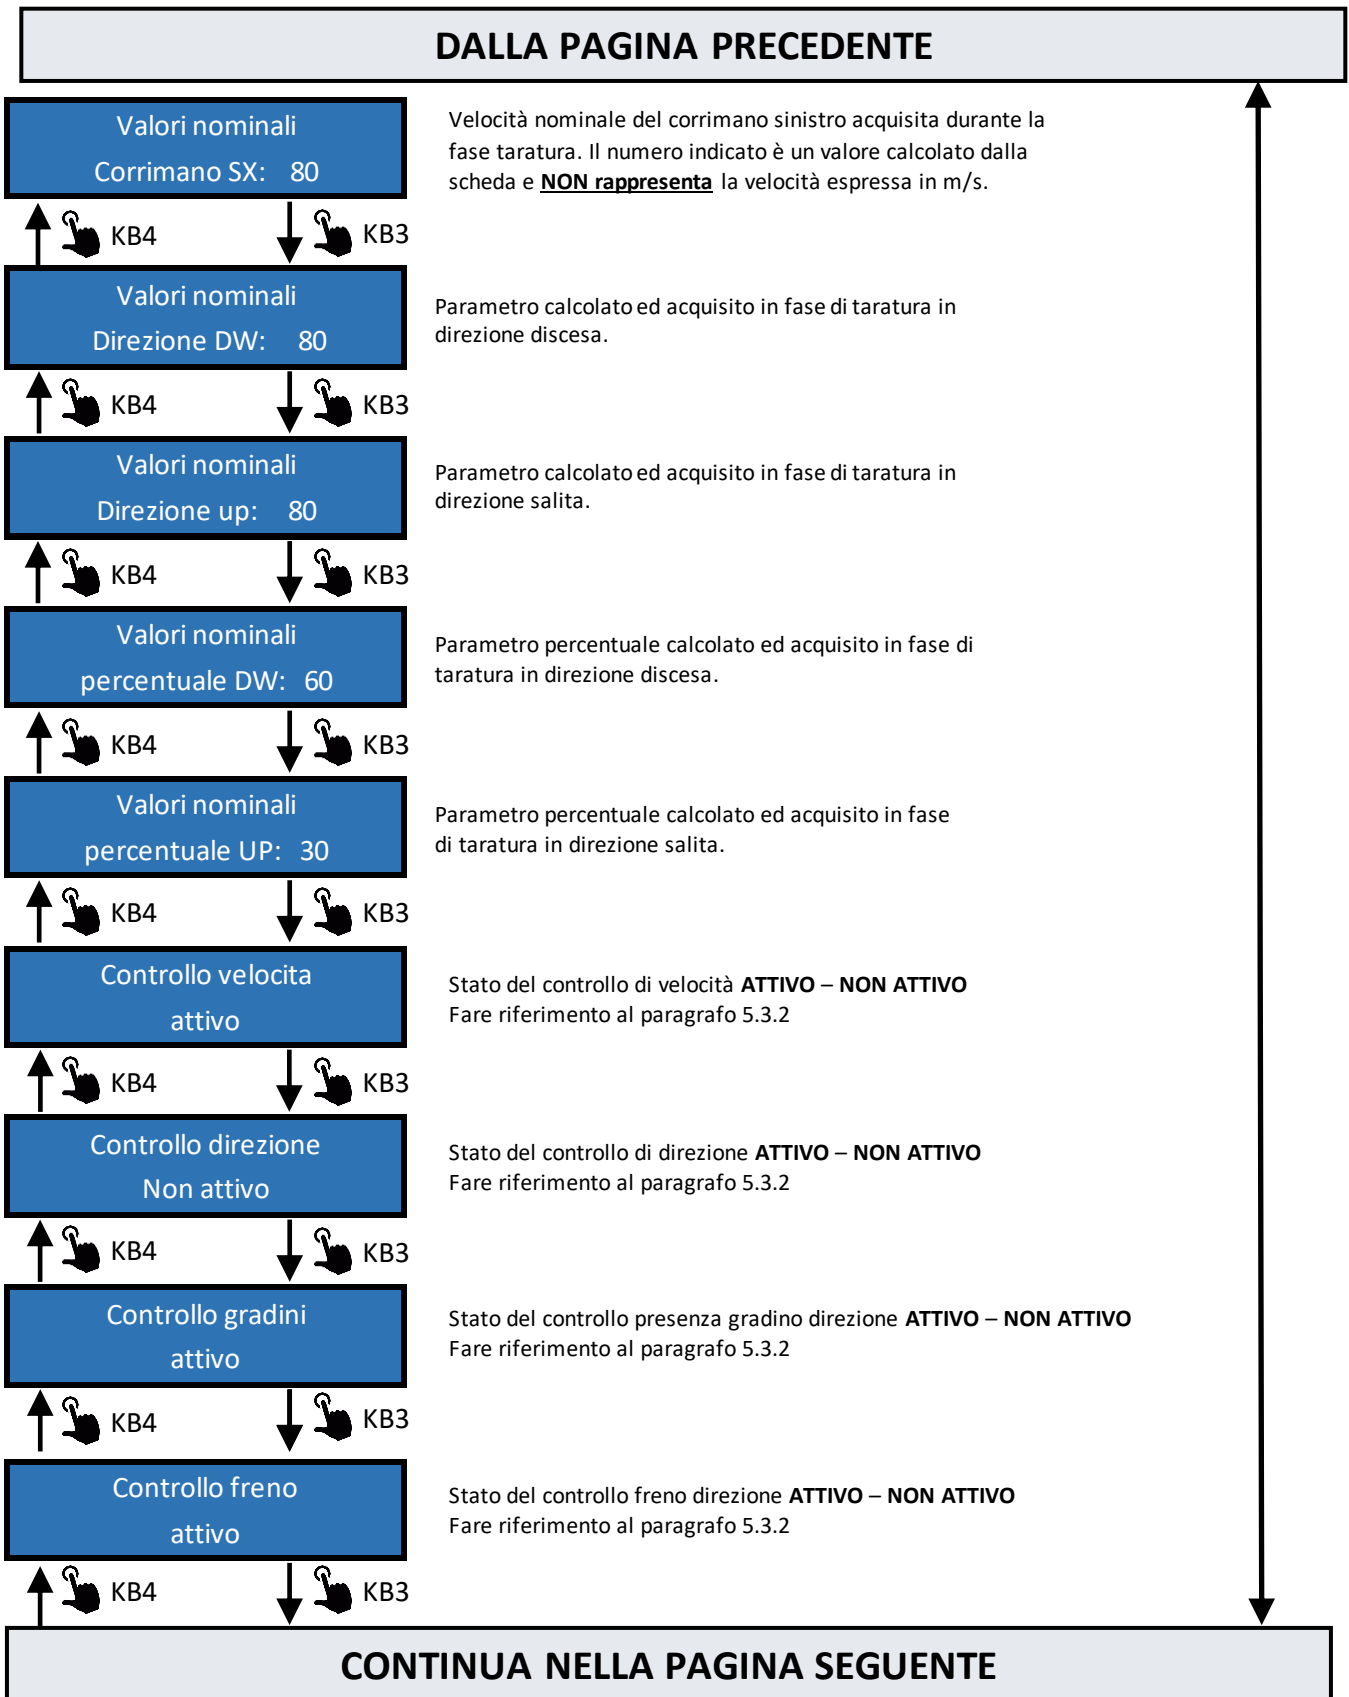 DALLA PAGINA PRECEDENTE
Valori nominali
Corrimano SX: 80
Velocità nominale del corrimano sinistro acquisita durante la
fase taratura. Il numero indicato è un valore calcolato dalla
scheda e NON rappresenta la velocità espressa in m/s.
KB4
KB3
Valori nominali
Direzione DW: 80
Parametro calcolato ed acquisito in fase di taratura in
direzione discesa.
KB4
KB3
Valori nominali
Direzione up: 80
Parametro calcolato ed acquisito in fase di taratura in
direzione salita.
KB4
KB3
Valori nominali
percentuale DW: 60
Parametro percentuale calcolato ed acquisito in fase di
taratura in direzione discesa.
KB4
KB3
Valori nominali
percentuale UP: 30
Parametro percentuale calcolato ed acquisito in fase
di taratura in direzione salita.
KB4
KB3
Controllo velocita
attivo
Stato del controllo di velocità ATTIVO – NON ATTIVO
Fare riferimento al paragrafo 5.3.2
KB4
KB3
Controllo direzione
Non attivo
Stato del controllo di direzione ATTIVO – NON ATTIVO
Fare riferimento al paragrafo 5.3.2
KB4
KB3
Controllo gradini
attivo
Stato del controllo presenza gradino direzione ATTIVO – NON ATTIVO
Fare riferimento al paragrafo 5.3.2
KB4
KB3
Controllo freno
attivo
Stato del controllo freno direzione ATTIVO – NON ATTIVO
Fare riferimento al paragrafo 5.3.2
KB4
KB3
CONTINUA NELLA PAGINA SEGUENTE